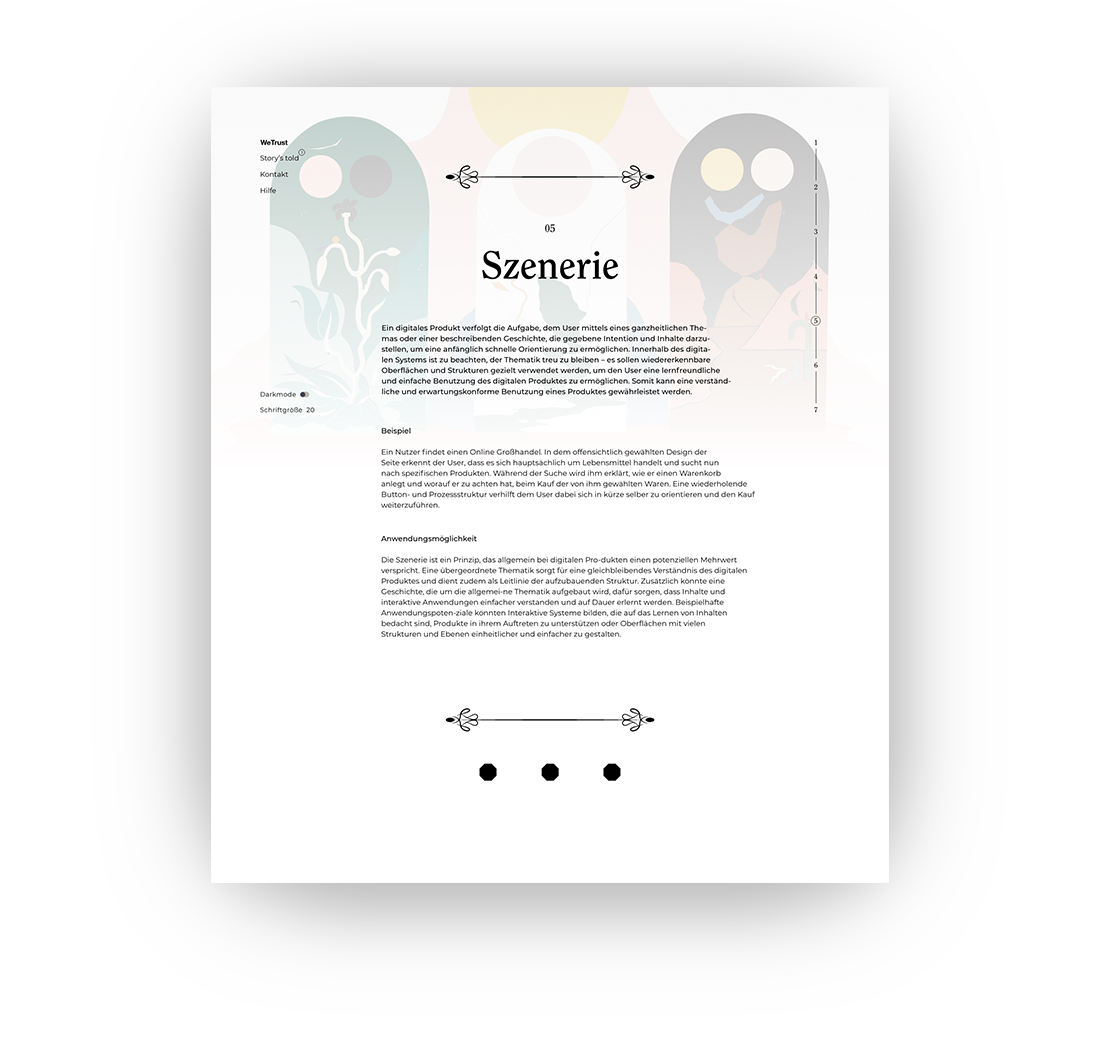 WeTrust
Story's told 7
Kontakt
Hilfe
Darkmode
Schriftgröße 20
1
2
3
4
5
6
7
05
Szenerie
Ein digitales Produkt verfolgt die Aufgabe, dem User mittels eines ganzheitlichen The-
mas oder einer beschreibenden Geschichte, die gegebene Intention und Inhalte darzu-
stellen, um eine anfänglich schnelle Orientierung zu ermöglichen. Innerhalb des digita-
len Systems ist zu beachten, der Thematik treu zu bleiben – es sollen wiedererkennbare
Oberflächen und Strukturen gezielt verwendet werden, um den User eine lernfreundliche
und einfache Benutzung des digitalen Produktes zu ermöglichen. Somit kann eine verständ-
liche und erwartungskonforme Benutzung eines Produktes gewährleistet werden.
Beispiel
Ein Nutzer findet einen Online Großhandel. In dem offensichtlich gewählten Design der
Seite erkennt der User, dass es sich hauptsächlich um Lebensmittel handelt und sucht nun
nach spezifischen Produkten. Während der Suche wird ihm erklärt, wie er einen Warenkorb
anlegt und worauf er zu achten hat, beim Kauf der von ihm gewählten Waren. Eine wiederholende
Button- und Prozessstruktur verhilft dem User dabei sich in kürze selber zu orientieren und den Kauf
weiterzuführen.
Anwendungsmöglichkeit
Die Szenerie ist ein Prinzip, das allgemein bei digitalen Pro-dukten einen potenziellen Mehrwert
verspricht. Eine übergeordnete Thematik sorgt für eine gleichbleibendes Verständnis des digitalen
Produktes und dient zudem als Leitlinie der aufzubauenden Struktur. Zusätzlich könnte eine
Geschichte, die um die allgemei-ne Thematik aufgebaut wird, dafür sorgen, dass Inhalte und
interaktive Anwendungen einfacher verstanden und auf Dauer erlernt werden. Beispielhafte
Anwendungspoten-ziale könnten Interaktive Systeme bilden, die auf das Lernen von Inhalten
bedacht sind, Produkte in ihrem Auftreten zu unterstützen oder Oberflächen mit vielen
Strukturen und Ebenen einheitlicher und einfacher zu gestalten.